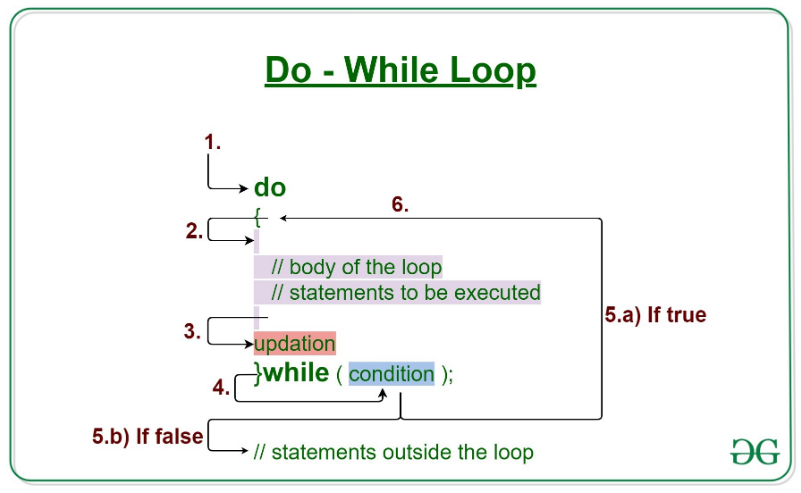 Do - While Loop
1.
do
6.
{
2.
// body of the loop
// statements to be executed
3.
5.a) If true
updation
4.
}while ( condition );
5.b) If false
// statements outside the loop
GG